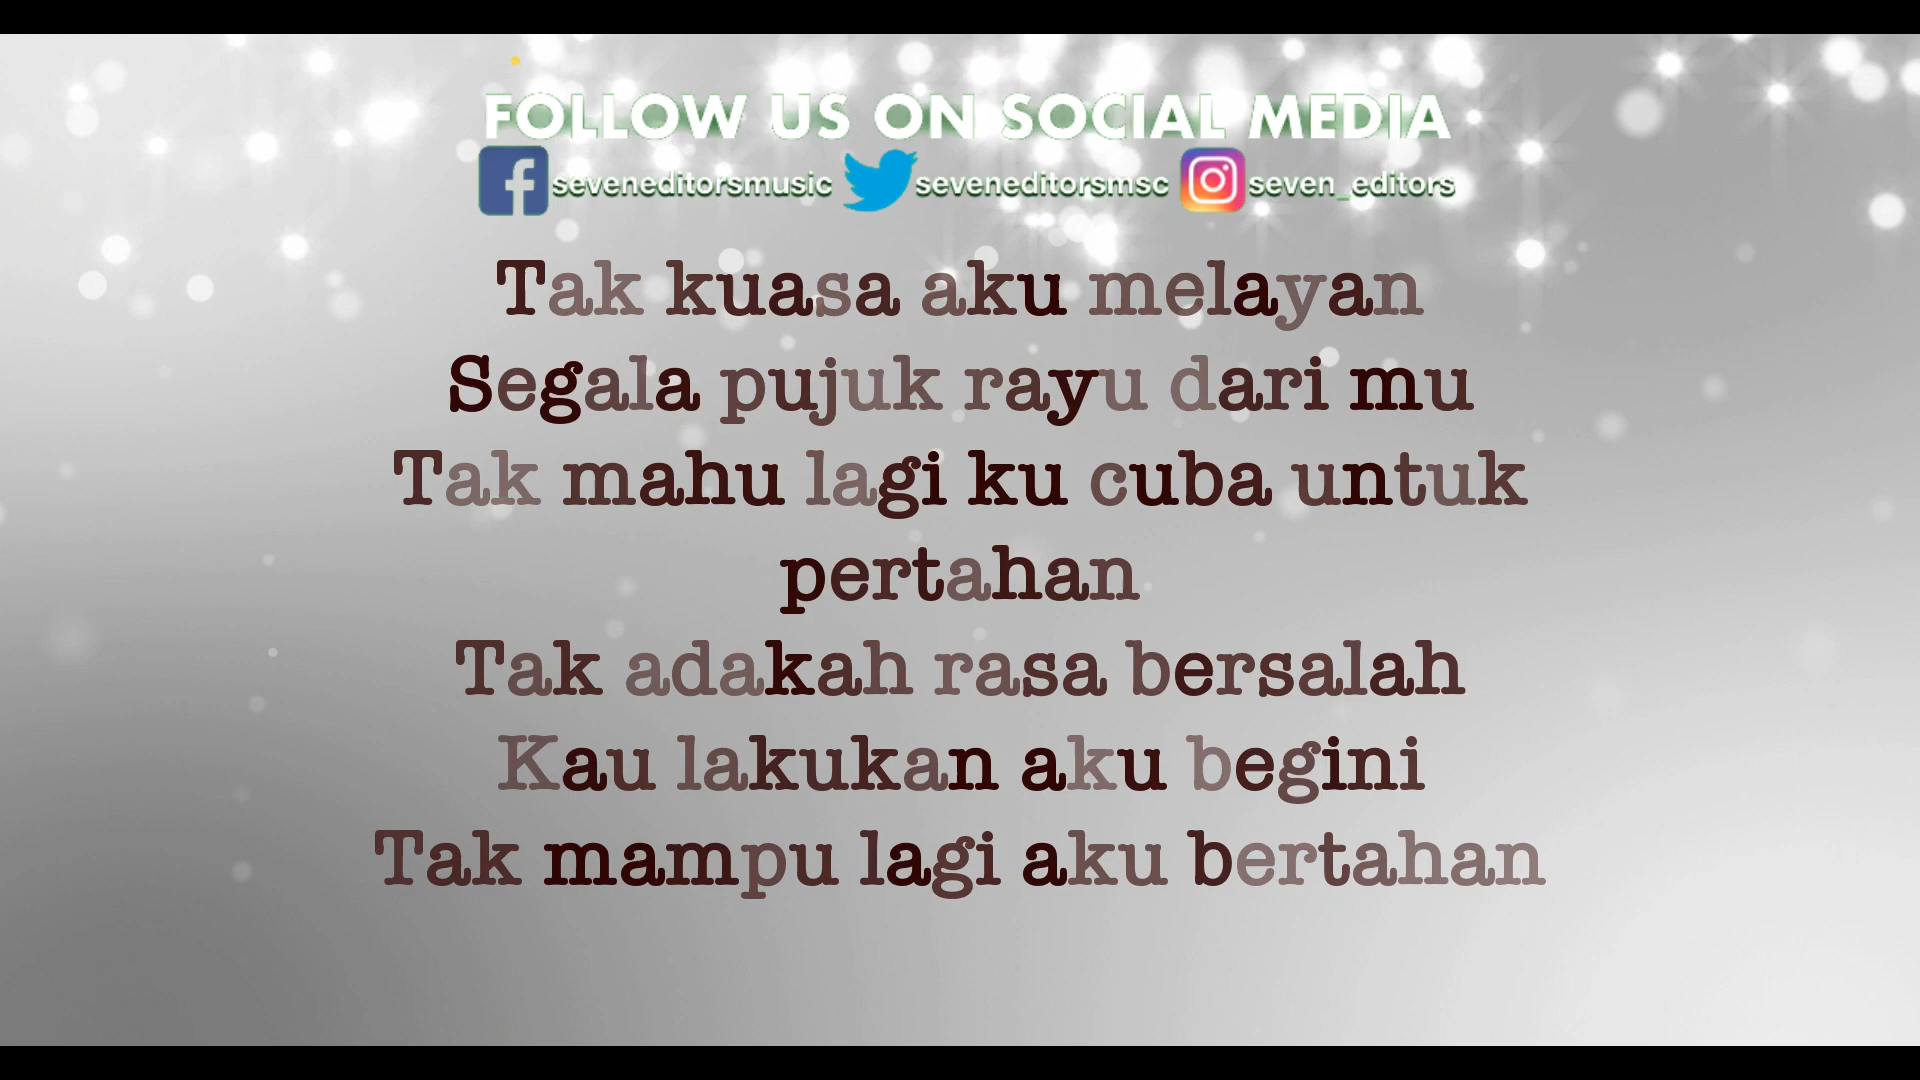 FOLLOW US ON SOCIAL MEDIA
seveneditorsmusic seveneditorsmsc seven_editors
Tak kuasa aku melayan
Segala pujuk rayu dari mu
Tak mahu lagi ku cuba untuk
pertahan
Tak adakah rasa bersalah
Kau lakukan aku begini
Tak mampu lagi aku bertahan